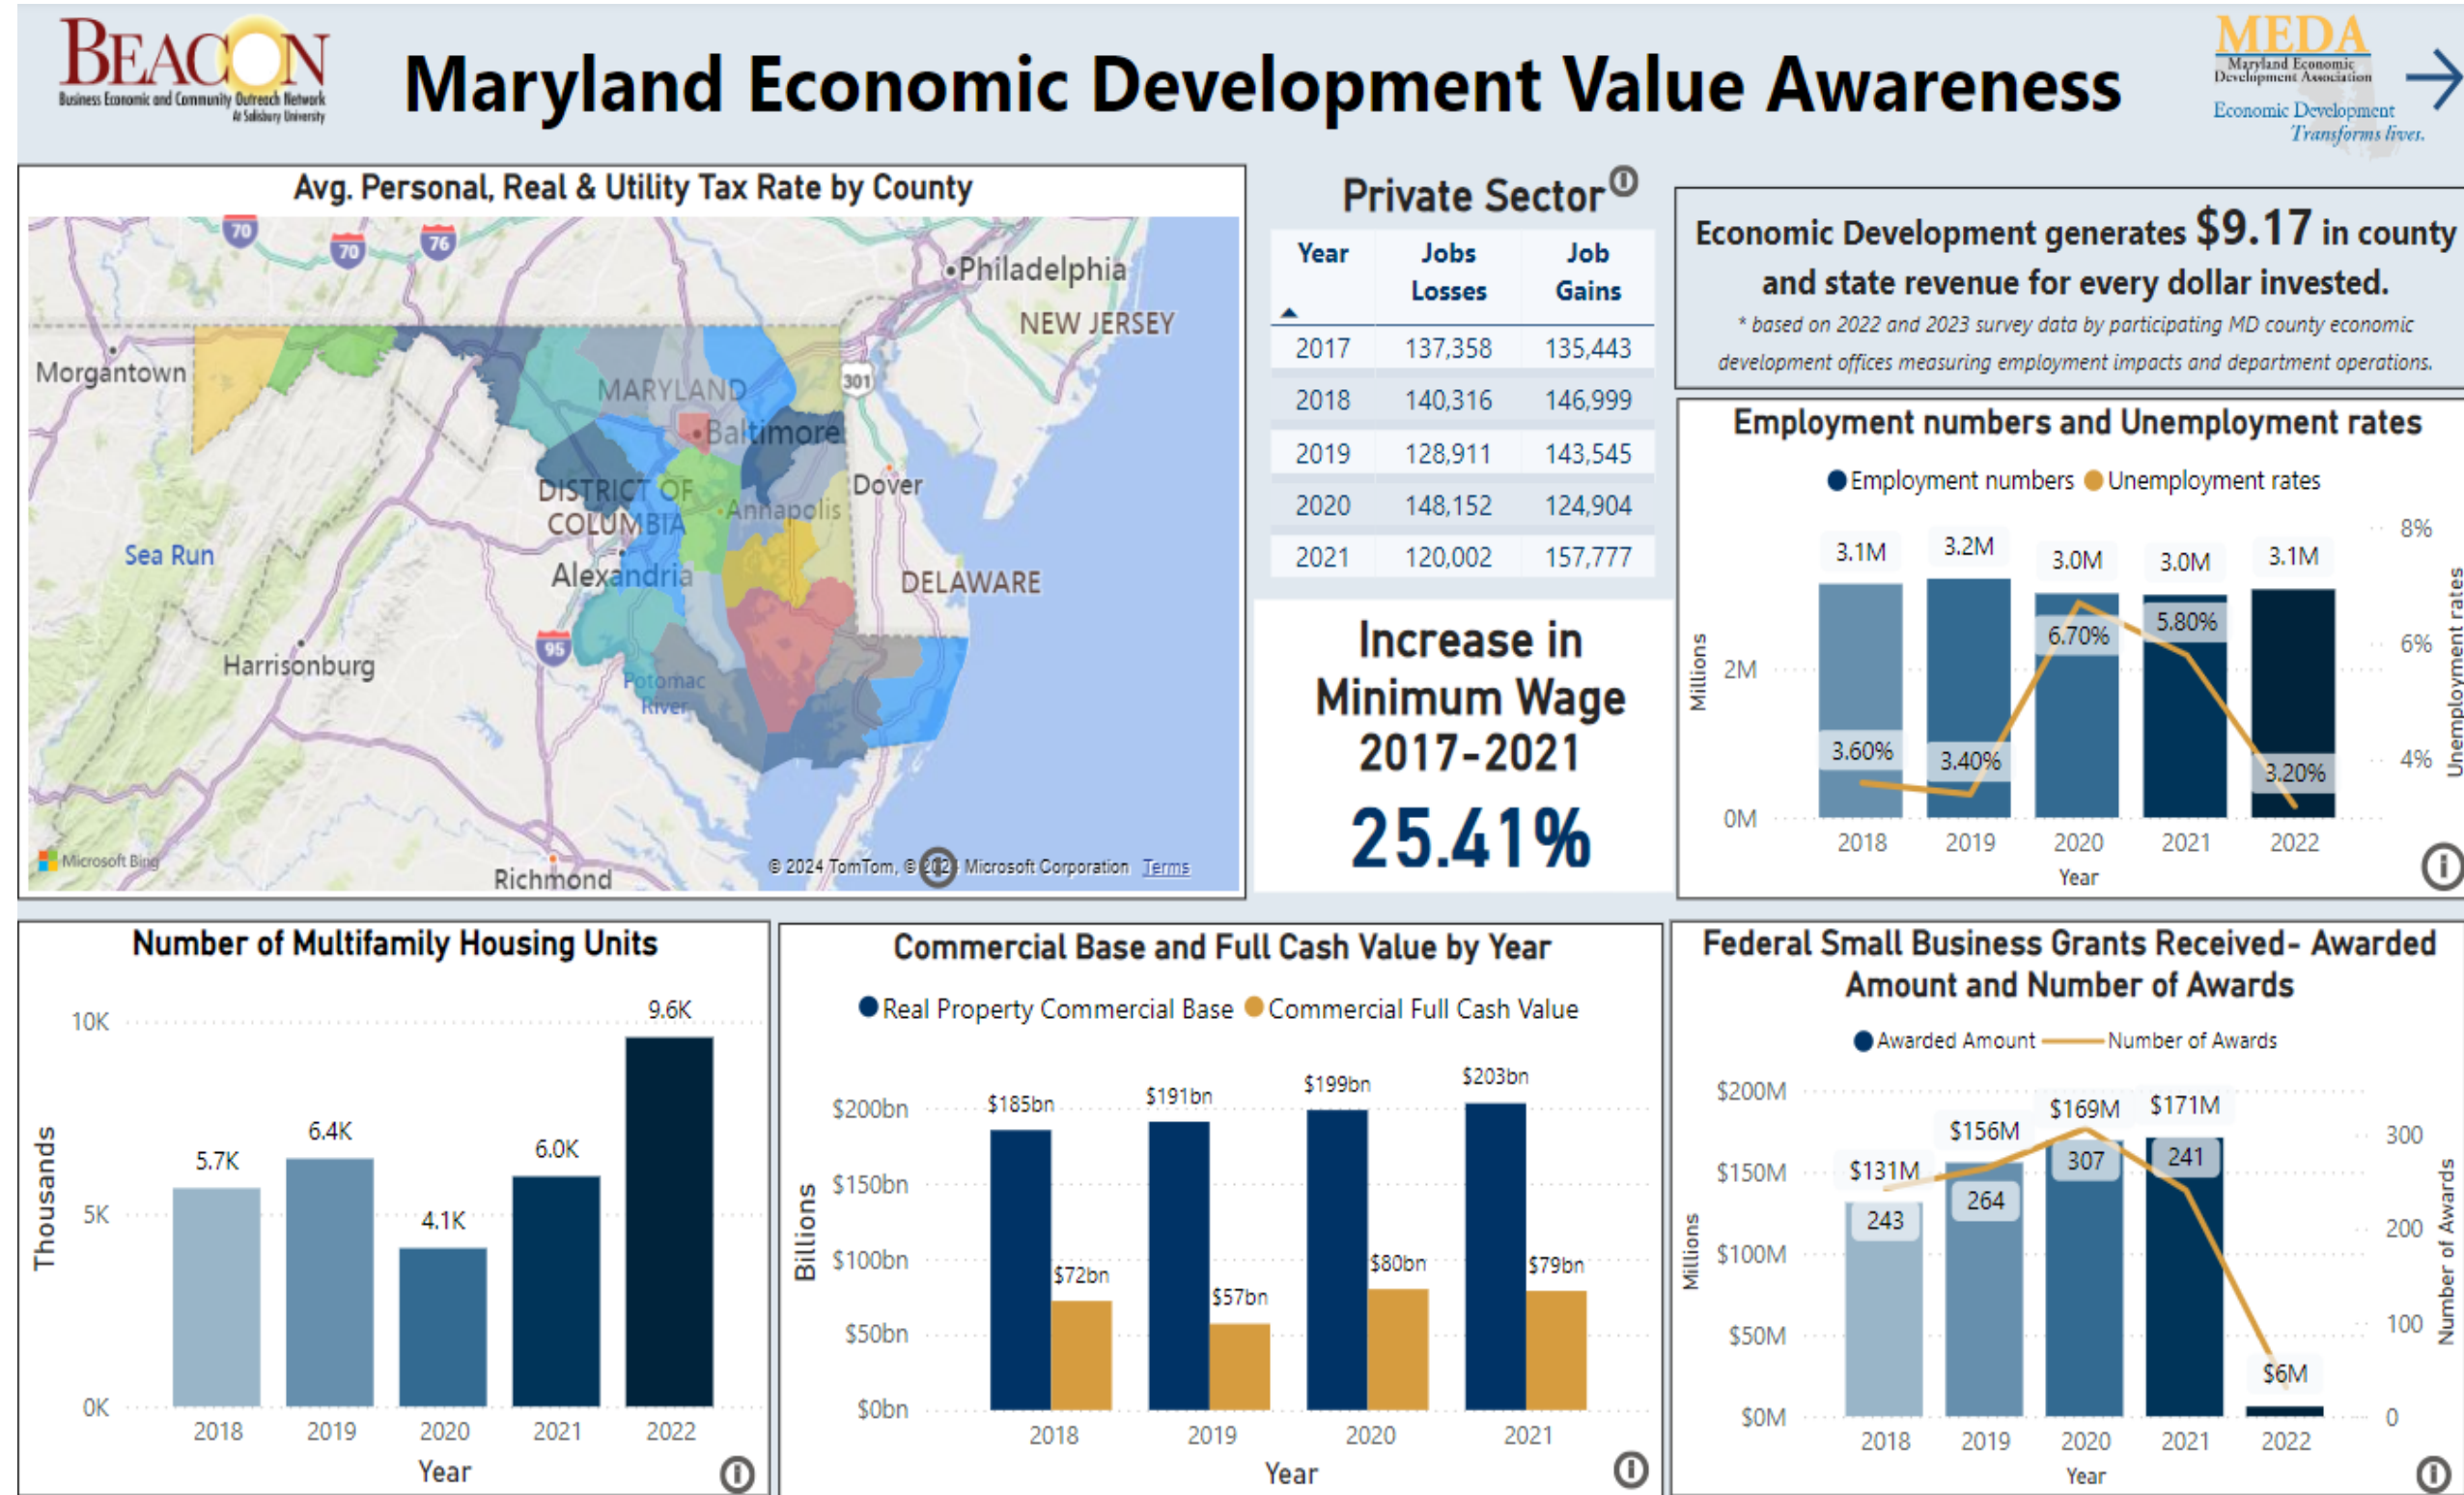 BEACON
Business Economic and Community Outreach Network
At Salisbury University
Maryland Economic Development Value Awareness
MEDA
Maryland Economic
Development Association
Economic Development
Transforms lives.
Avg. Personal, Real & Utility Tax Rate by County
70
70
76
Philadelphia
NEW JERSEY
Morgantown
301
MARYLAND
Baltimore
DISTRICT OF
COLUMBIA
Annapolis
Dover
Sea Run
Alexandria
DELAWARE
95
Harrisonburg
Potomac
River
Microsoft Bing
Richmond
© 2024 TomTom, © 2024 Microsoft Corporation Terms
Private Sector
Year Jobs Losses Job Gains
2017 137,358 135,443
2018 140,316 146,999
2019 128,911 143,545
2020 148,152 124,904
2021 120,002 157,777
Increase in
Minimum Wage
2017-2021
25.41%
Economic Development generates $9.17 in county
and state revenue for every dollar invested.
* based on 2022 and 2023 survey data by participating MD county economic
development offices measuring employment impacts and department operations.
Employment numbers and Unemployment rates
Employment numbers Unemployment rates
8%
3.1M 3.2M 3.0M 3.0M 3.1M
6.70% 5.80%
6%
2M
3.60% 3.40% 3.20%
4%
0M
Millions
Unemployment rates
2018 2019 2020 2021 2022
Year
Number of Multifamily Housing Units
10K
9.6K
6.4K
5.7K
6.0K
4.1K
5K
0K
Thousands
2018 2019 2020 2021 2022
Year
Commercial Base and Full Cash Value by Year
Real Property Commercial Base Commercial Full Cash Value
$185bn $191bn $199bn $203bn
$200bn
$150bn
$100bn
$72bn $57bn $80bn $79bn
$50bn
$0bn
Billions
2018 2019 2020 2021
Year
Federal Small Business Grants Received- Awarded
Amount and Number of Awards
Awarded Amount Number of Awards
$200M
$131M $156M $169M $171M
300
$150M
243 264 307 241
200
$100M
100
$50M
$6M
$0M
0
Millions
Number of Awards
2018 2019 2020 2021 2022
Year